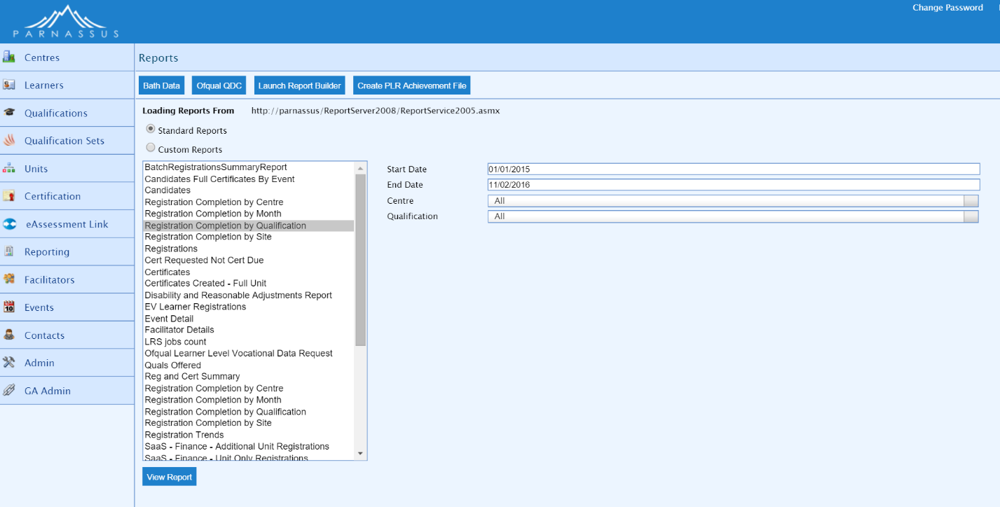 Change Password
PARNASSUS
Centres
Learners
Qualifications
Qualification Sets
Units
Certification
eAssessment Link
Reporting
Facilitators
Events
Contacts
Admin
GA Admin
Reports
Bath Data Ofqual QDC Launch Report Builder Create PLR Achievement File
Loading Reports From http://parnassus/ReportServer2008/ReportService2005.asmx
Standard Reports
Custom Reports
BatchRegistrationsSummaryReport
Candidates Full Certificates By Event
Candidates
Registration Completion by Centre
Registration Completion by Month
Registration Completion by Qualification
Registration Completion by Site
Registrations
Cert Requested Not Cert Due
Certificates
Certificates Created - Full Unit
Disability and Reasonable Adjustments Report
EV Learner Registrations
Event Detail
Facilitator Details
LRS jobs count
Ofqual Learner Level Vocational Data Request
Quals Offered
Reg and Cert Summary
Registration Completion by Centre
Registration Completion by Month
Registration Completion by Qualification
Registration Completion by Site
Registration Trends
SaaS - Finance - Additional Unit Registrations
SaaS - Finance - Unit Only Registrations
Start Date 01/01/2015
End Date 11/02/2016
Centre All
Qualification All
View Report